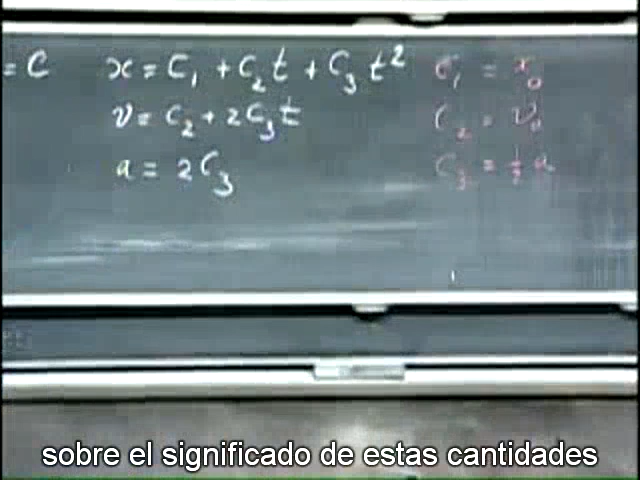 = C x = C₁ + C₂t + C₃t² C₁ = x₀
v = C₂ + 2C₃t C₂ = v₀
a = 2C₃ C₃ = ½ a
sobre el significado de estas cantidades